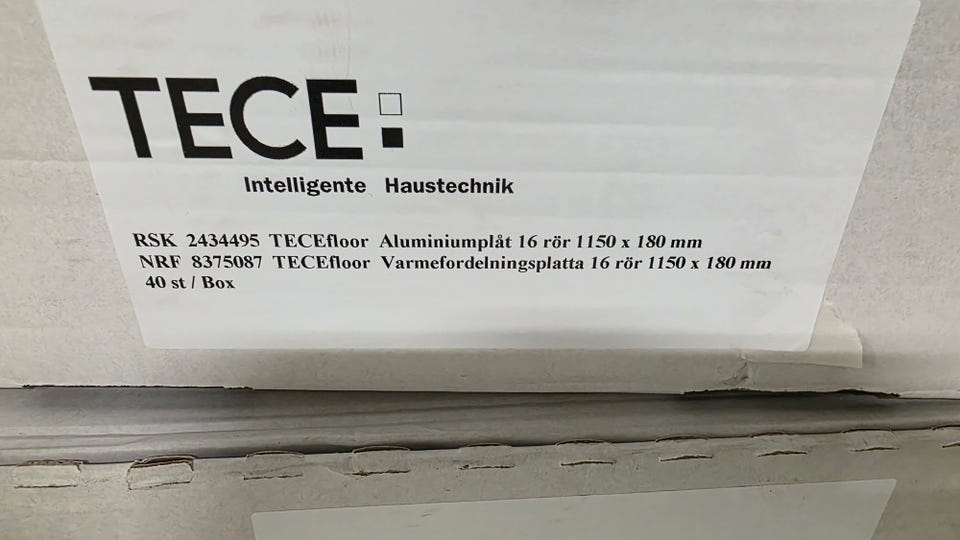 TECE
Intelligente Haustechnik
RSK 2434495 TECEfloor Aluminiumplåt 16 rör 1150 x 180 mm
NRF 8375087 TECEfloor Varmefordelningsplatta 16 rör 1150 x 180 mm
40 st / Box